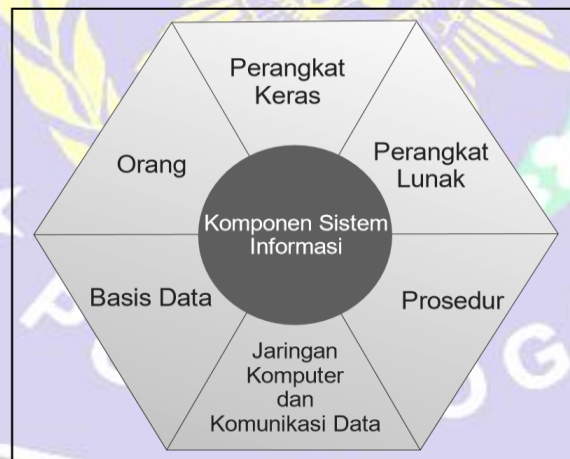 Perangkat
Keras
Orang
Perangkat
Lunak
Komponen Sistem
Informasi
Basis Data
Prosedur
Jaringan
Komputer
dan
Komunikasi Data